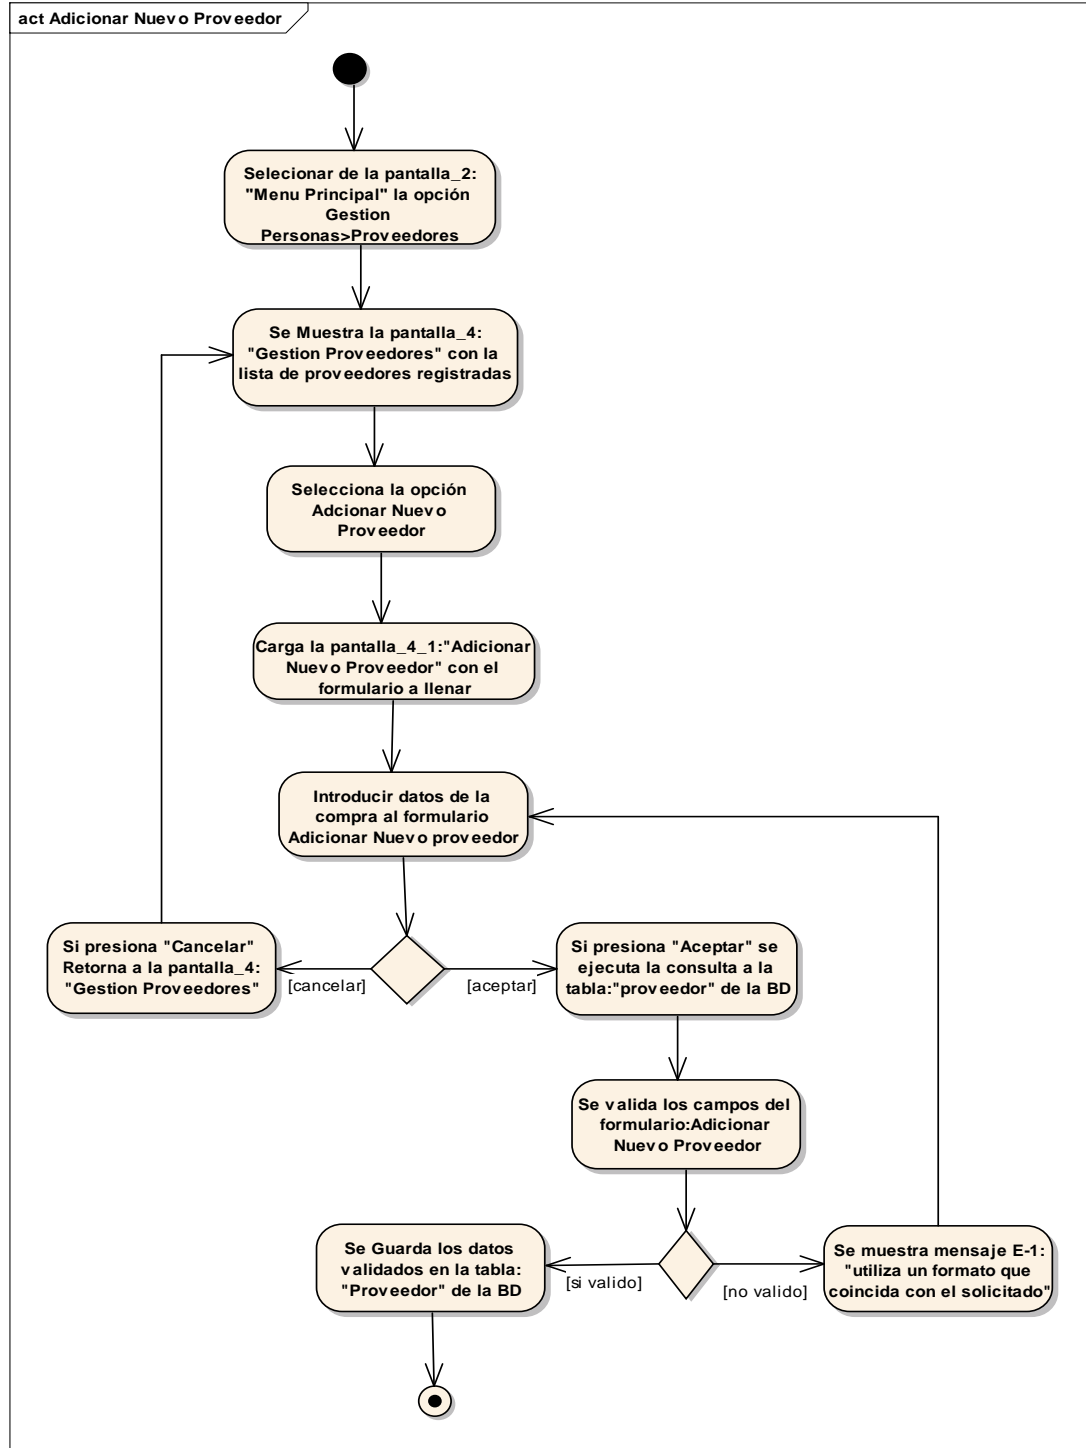 act Adicionar Nuevo Proveedor
Selecionar de la pantalla_2:
"Menu Principal" la opción
Gestion
Personas>Proveedores
Se Muestra la pantalla_4:
"Gestion Proveedores" con la
lista de proveedores registradas
Selecciona la opción
Adcionar Nuevo
Proveedor
Carga la pantalla_4_1:"Adicionar
Nuevo Proveedor" con el
formulario a llenar
Introducir datos de la
compra al formulario
Adicionar Nuevo proveedor
Si presiona "Cancelar"
Retorna a la pantalla_4:
"Gestion Proveedores"
[cancelar]
[aceptar]
Si presiona "Aceptar" se
ejecuta la consulta a la
tabla:"proveedor" de la BD
Se valida los campos del
formulario:Adicionar
Nuevo Proveedor
Se Guarda los datos
validados en la tabla:
"Proveedor" de la BD
[si valido]
[no valido]
Se muestra mensaje E-1:
"utiliza un formato que
coincida con el solicitado"